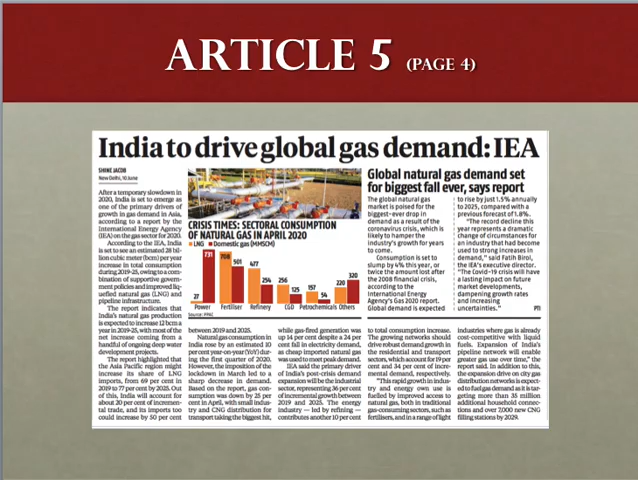 ARTICLE 5 (PAGE 4)
India to drive global gas demand: IEA
SHINE JACOB
New Delhi, 10 June
After a temporary slowdown in
2020, India is set to emerge as
one of the primary drivers of
growth in gas demand in Asia,
according to a report by the
International Energy Agency
(IEA) on the gas sector for 2020.
According to the IEA, India
is set to see an estimated 28 bil-
lion cubic meter (bcm) per year
increase in total consumption
during 2019-25, owing to a com-
bination of supportive govern-
ment policies and improved liq-
uefied natural gas (LNG) and
pipeline infrastructure.
The report indicates that
India's natural gas production
is expected to increase 12 bcm a
year in 2019-25, with most of the
net increase coming from a
handful of ongoing deep water
development projects.
The report highlighted that
the Asia Pacific region might
increase its share of LNG
imports, from 69 per cent in
2019 to 77 per cent by 2025. Out
of this, India will account for
about 20 per cent of incremen-
tal trade, and its imports too
could increase by 50 per cent
CRISIS TIMES: SECTORAL CONSUMPTION
OF NATURAL GAS IN APRIL 2020
LNG Domestic gas (MMSCM)
27 731 708 501 477 254 256 125 157 54 220 320
Power Fertiliser Refinery CGD Petrochemicals Others
Source: PPAC
between 2019 and 2025.
Natural gas consumption in
India rose by an estimated 10
per cent year-on-year (YoY) dur-
ing the first quarter of 2020.
However, the imposition of the
lockdown in March led to a
sharp decrease in demand.
Based on the report, gas con-
sumption was down by 25 per
cent in April, with small indus-
try and CNG distribution for
transport taking the biggest hit,
while gas-fired generation was
up 14 per cent despite a 24 per
cent fall in electricity demand,
as cheap imported natural gas
was used to meet peak demand.
IEA said the primary driver
of India's post-crisis demand
expansion will be the industrial
sector, representing 36 per cent
of incremental growth between
2019 and 2025. The energy
industry — led by refining —
contributes another 10 per cent
Global natural gas demand set
for biggest fall ever, says report
The global natural gas
market is poised for the
biggest-ever drop in
demand as a result of the
coronavirus crisis, which is
likely to hamper the
industry's growth for years
to come.
Consumption is set to
slump by 4% this year, or
twice the amount lost after
the 2008 financial crisis,
according to the
International Energy
Agency's Gas 2020 report.
Global demand is expected
to rise by just 1.5% annually
to 2025, compared with a
previous forecast of 1.8%.
"The record decline this
year represents a dramatic
change of circumstances for
an industry that had become
used to strong increases in
demand," said Fatih Birol,
the IEA's executive director.
"The Covid-19 crisis will have
a lasting impact on future
market developments,
dampening growth rates
and increasing
uncertainties." PTI
to total consumption increase.
The growing networks should
drive robust demand growth in
the residential and transport
sectors, which account for 19 per
cent and 34 per cent of incre-
mental demand, respectively.
"This rapid growth in indus-
try and energy own use is
fuelled by improved access to
natural gas, both in traditional
gas-consuming sectors, such as
fertilisers, and in a range of light
industries where gas is already
cost-competitive with liquid
fuels. Expansion of India's
pipeline network will enable
greater gas use over time," the
report said. In addition to this,
the expansion drive on city gas
distribution networks is expect-
ed to fuel gas demand as it is tar-
geting more than 35 million
additional household connec-
tions and over 7,000 new CNG
filling stations by 2029.